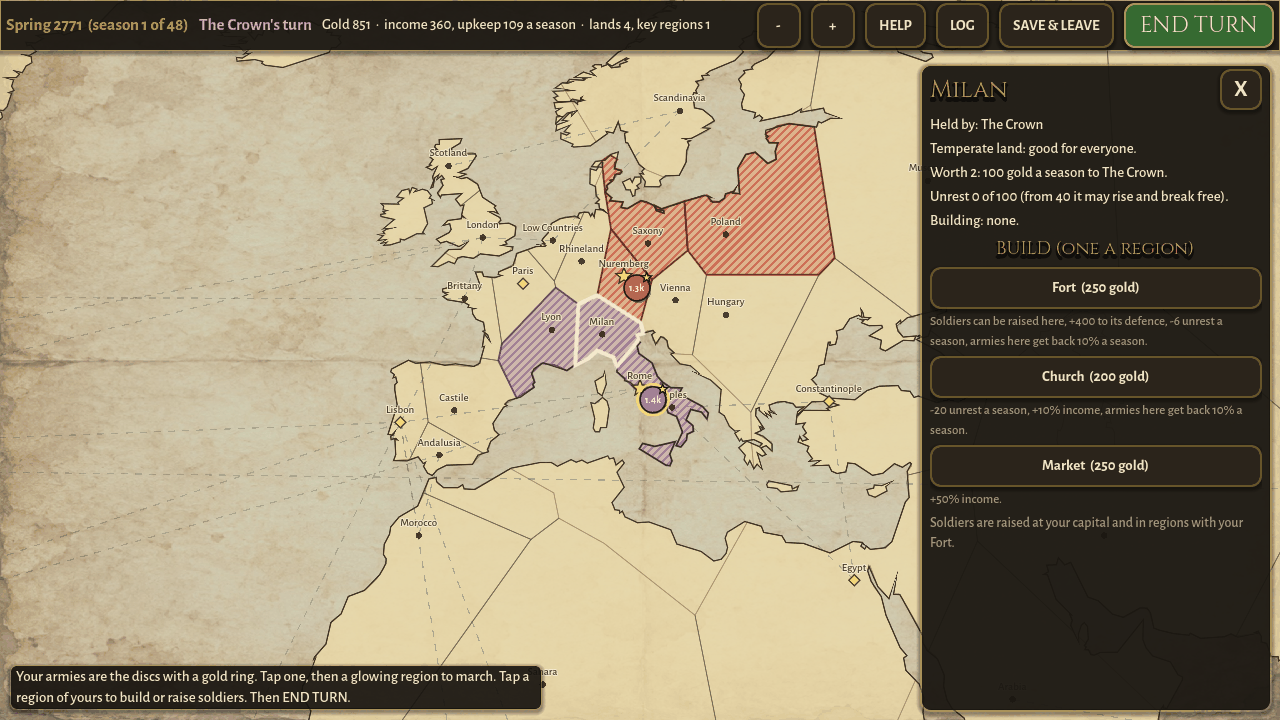 Spring 2771 (season 1 of 48) The Crown's turn Gold 851 · income 360, upkeep 109 a season · lands 4, key regions 1
- + HELP LOG SAVE & LEAVE END TURN
MILAN
X
Held by: The Crown
Temperate land: good for everyone.
Worth 2: 100 gold a season to The Crown.
Unrest 0 of 100 (from 40 it may rise and break free).
Building: none.
BUILD (ONE A REGION)
Fort (250 gold)
Soldiers can be raised here, +400 to its defence, -6 unrest a
season, armies here get back 10% a season.
Church (200 gold)
-20 unrest a season, +10% income, armies here get back 10% a
season.
Market (250 gold)
+50% income.
Soldiers are raised at your capital and in regions with your
Fort.
Scandinavia
Scotland
London
Low Countries
Saxony
Poland
Rhineland
Nuremberg
Paris
Brittany
1.3k
Vienna
Hungary
Lyon
Milan
Rome
1.4k
ples
Constantinople
Castile
Lisbon
Andalusia
Morocco
Egypt
Your armies are the discs with a gold ring. Tap one, then a glowing region to march. Tap a
region of yours to build or raise soldiers. Then END TURN.